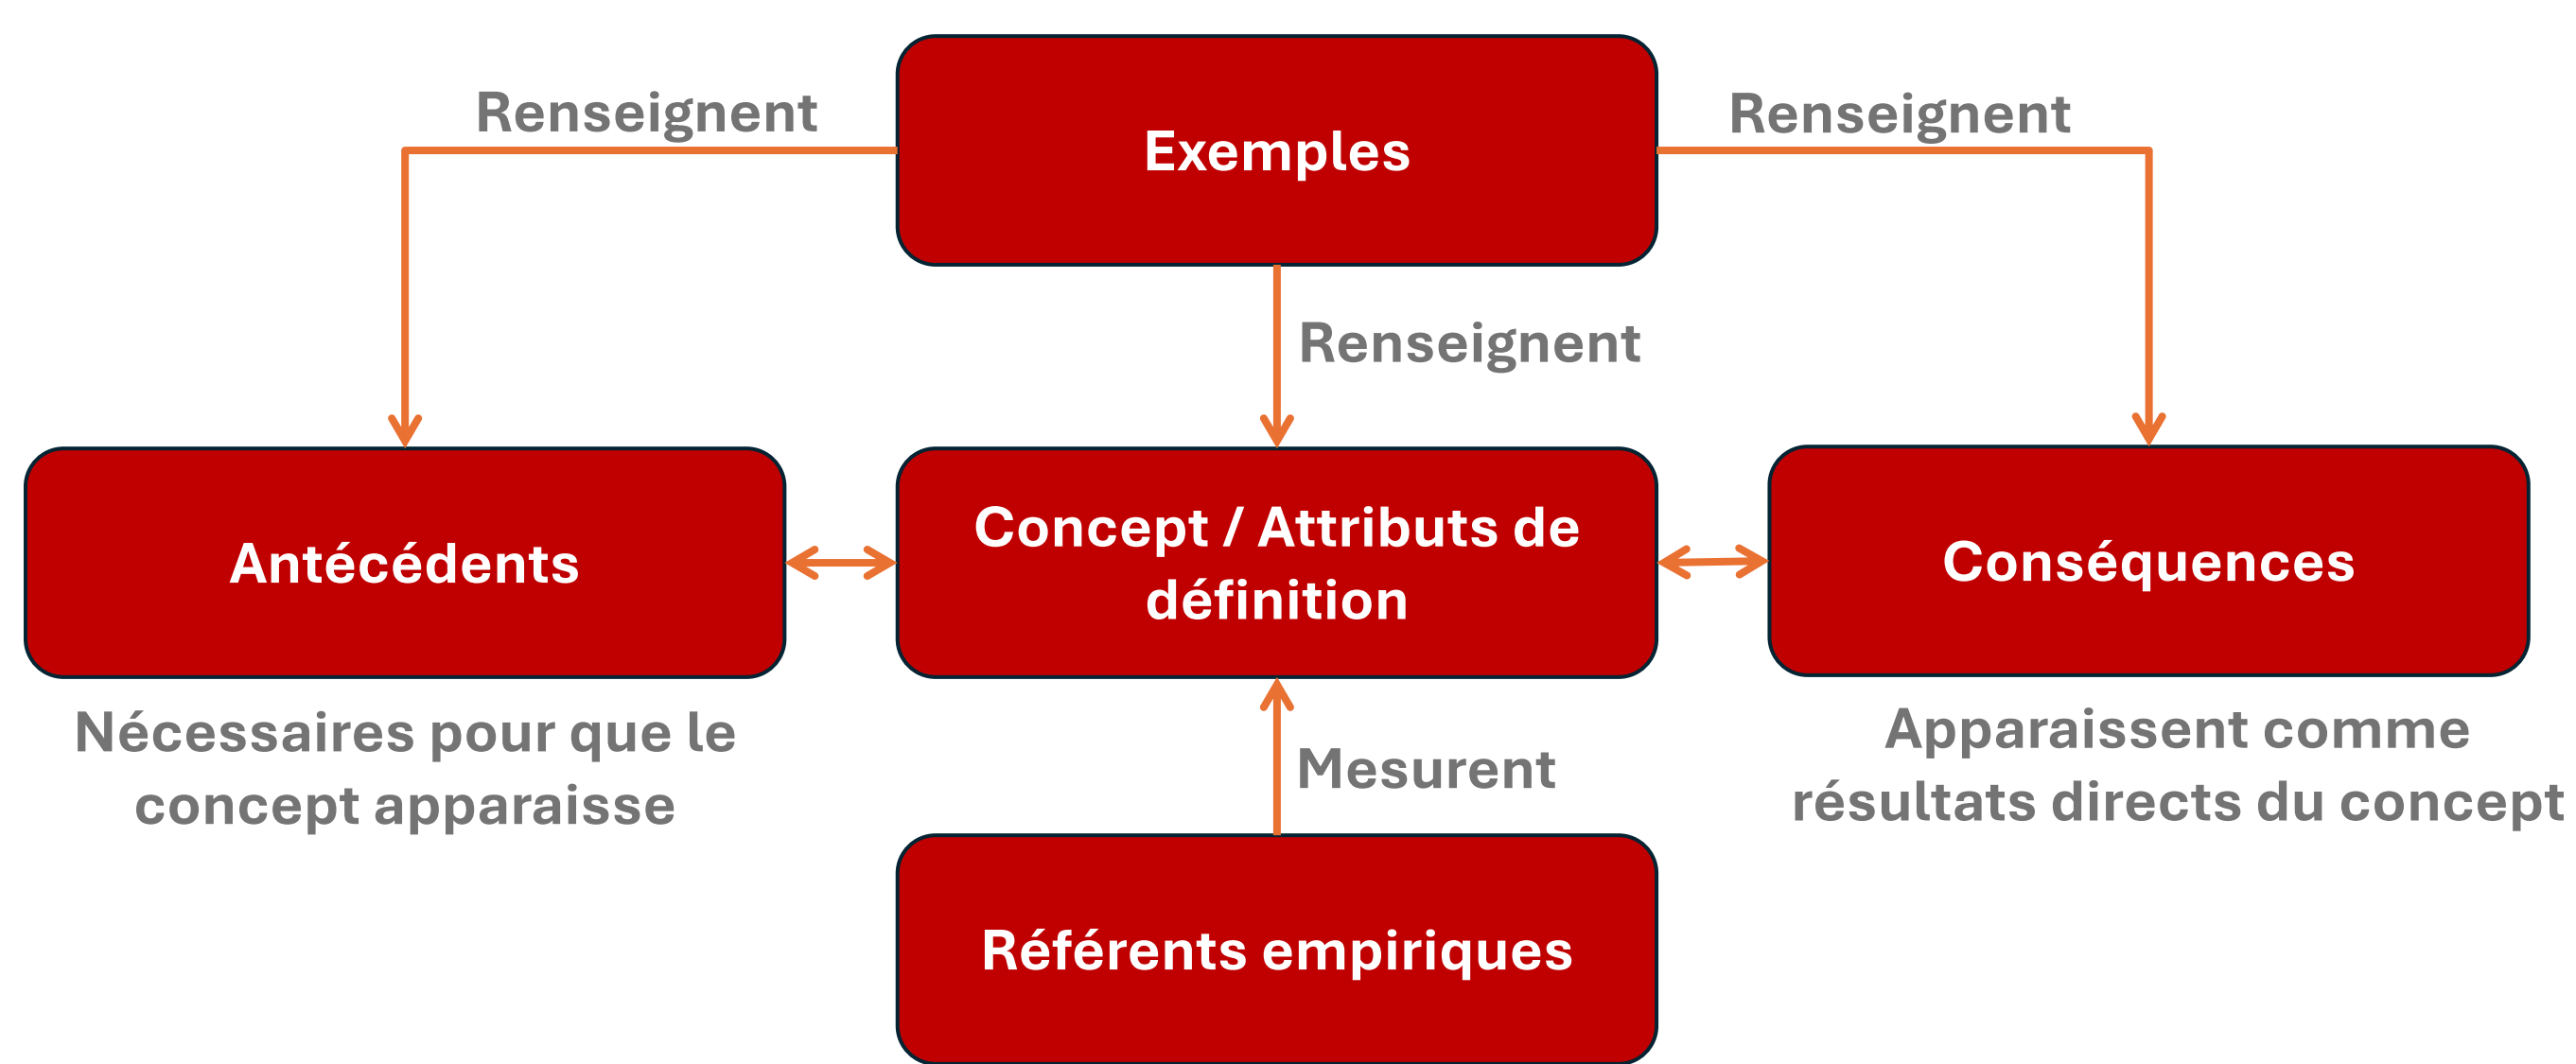 Renseignent
Exemples
Renseignent
Renseignent
Antécédents
Concept / Attributs de
définition
Conséquences
Nécessaires pour que le
concept apparaisse
Mesurent
Apparaissent comme
résultats directs du concept
Référents empiriques